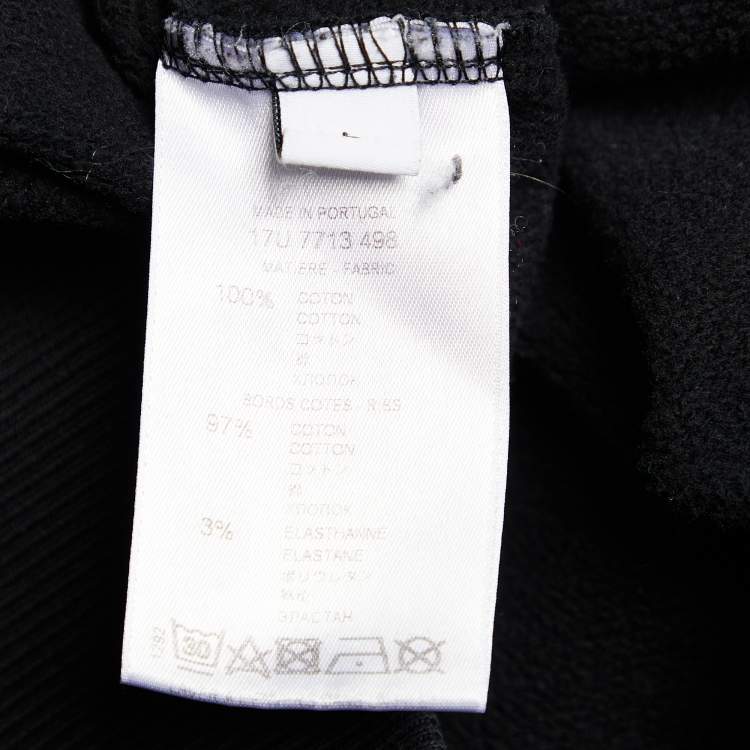 MADE IN PORTUGAL
17U 7713 498
MATIERE - FABRIC
100% COTON
COTTON
コットン
棉
ХЛОПОК
BORDS COTES - RIBS
97% COTON
COTTON
コットン
棉
ХЛОПОК
3% ELASTHANNE
ELASTANE
ポリウレタン
ЭЛАСТАН
1292
30